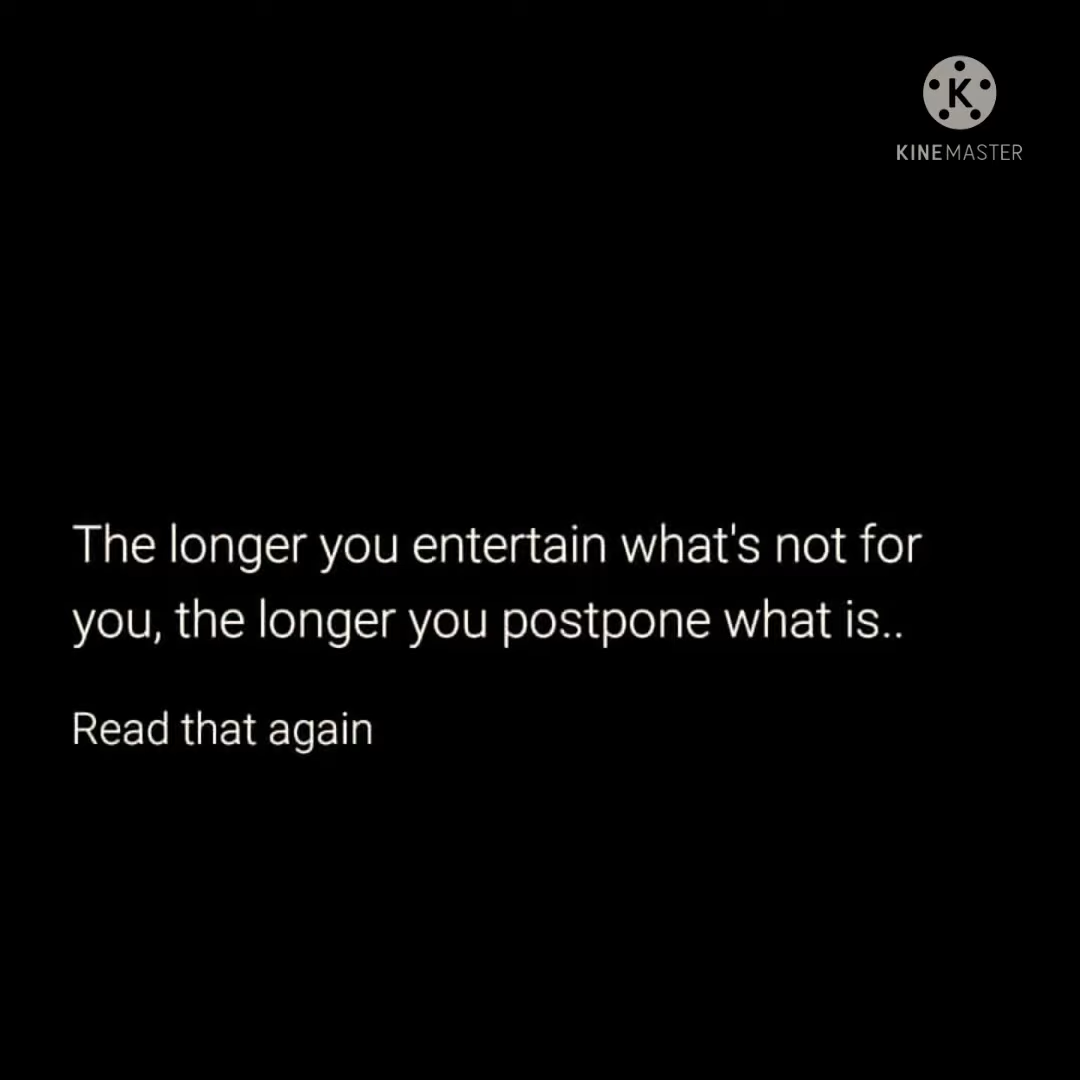 K
KINEMASTER
The longer you entertain what's not for
you, the longer you postpone what is..
Read that again